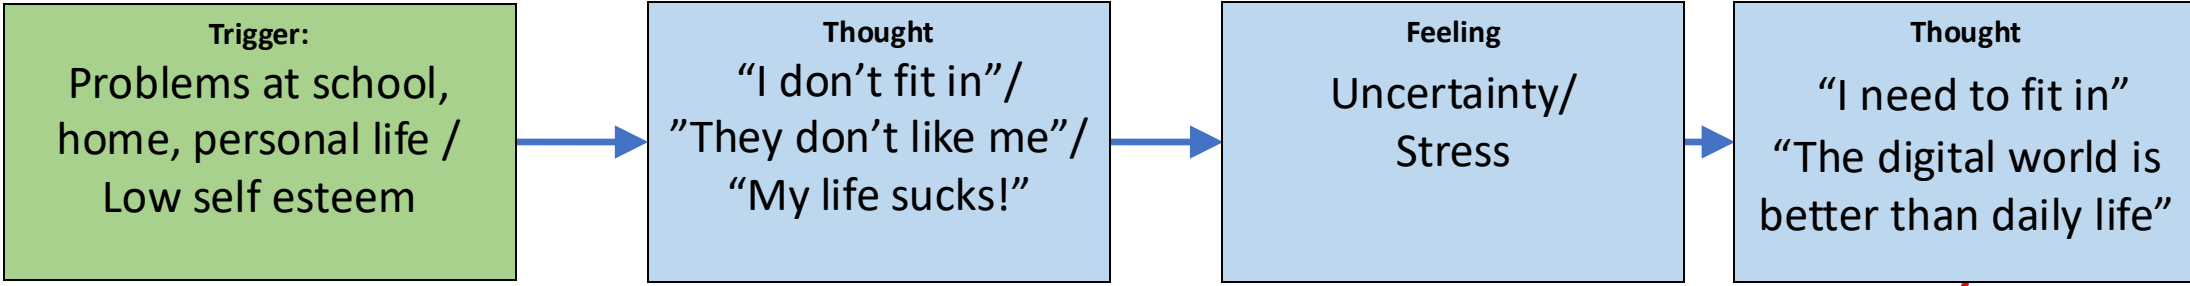 Trigger:
Problems at school,
home, personal life /
Low self esteem
Thought
“I don’t fit in”/
”They don’t like me”/
“My life sucks!”
Feeling
Uncertainty/
Stress
Thought
“I need to fit in”
“The digital world is
better than daily life”